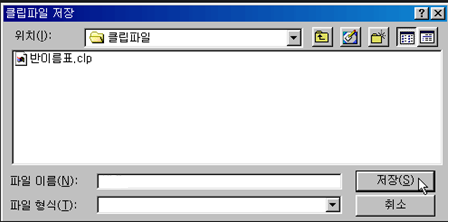 클립파일 저장
위치(I): 클립파일
반이름표.clp
파일 이름(N): 저장(S)
파일 형식(T): 취소